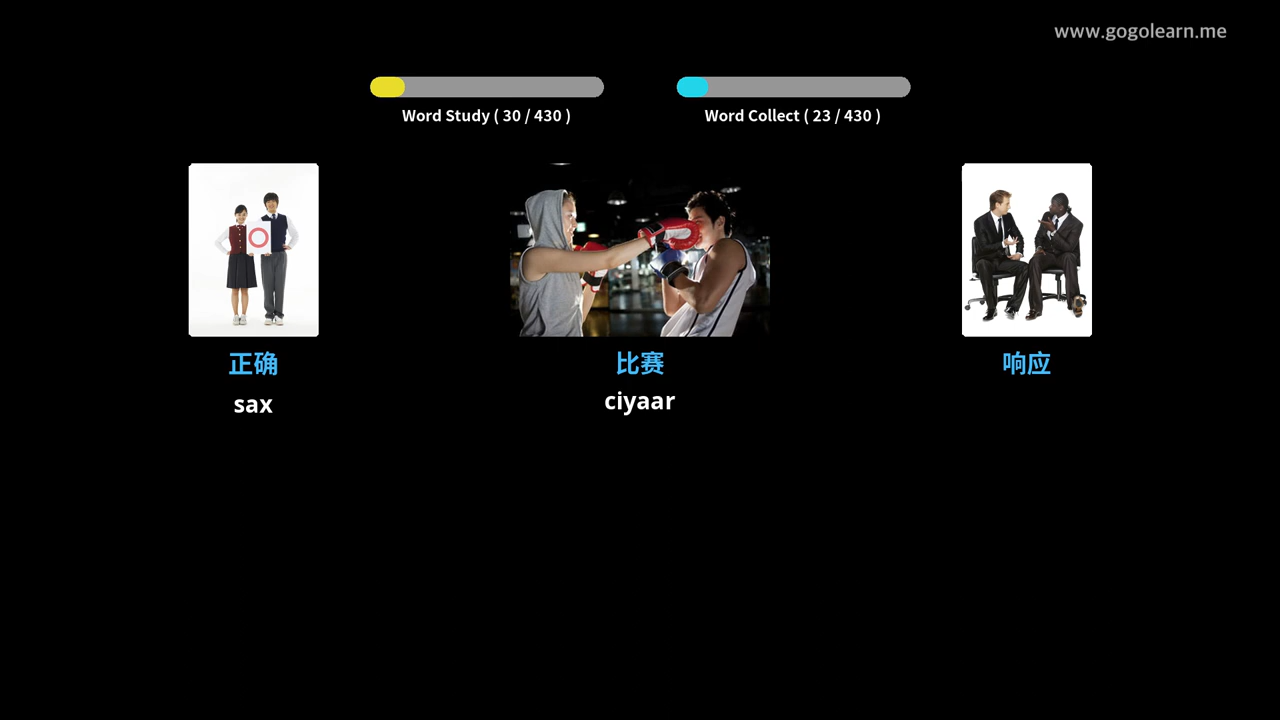 www.gogolearn.me
Word Study ( 30 / 430 )
Word Collect ( 23 / 430 )
正确
比赛
响应
sax
ciyaar